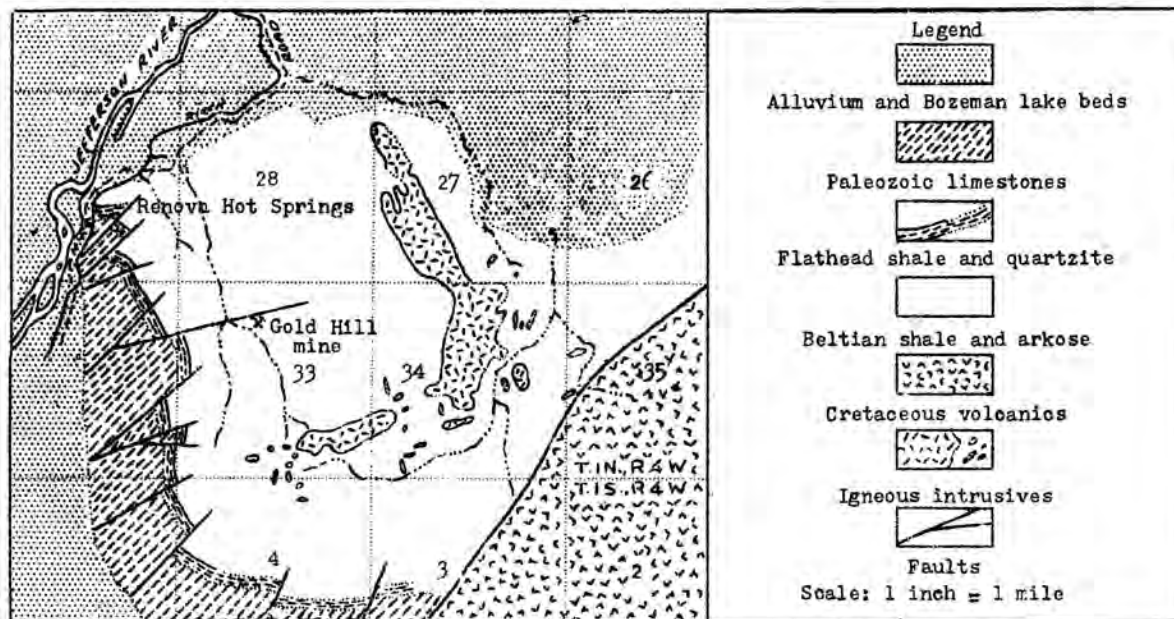 JEFFERSON RIVER
28
27
26
Renova Hot Springs
Gold Hill
mine
33
34
35
T.1N., R4W
T.1S., R4W
4
3
2
Legend
Alluvium and Bozeman lake beds
Paleozoic limestones
Flathead shale and quartzite
Beltian shale and arkose
Cretaceous volcanics
Igneous intrusives
Faults
Scale: 1 inch = 1 mile